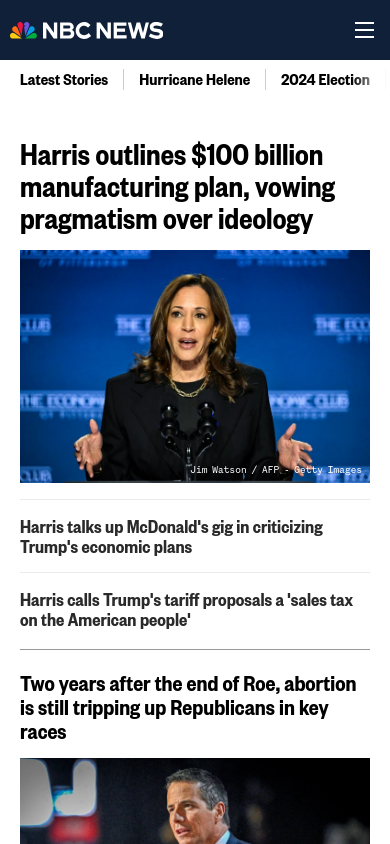 NBC NEWS
Latest Stories
Hurricane Helene
2024 Election
Harris outlines $100 billion
manufacturing plan, vowing
pragmatism over ideology
THE ECONOMIC CLUB
OF PITTSBURGH
Jim Watson / AFP - Getty Images
Harris talks up McDonald's gig in criticizing
Trump's economic plans
Harris calls Trump's tariff proposals a 'sales tax
on the American people'
Two years after the end of Roe, abortion
is still tripping up Republicans in key
races